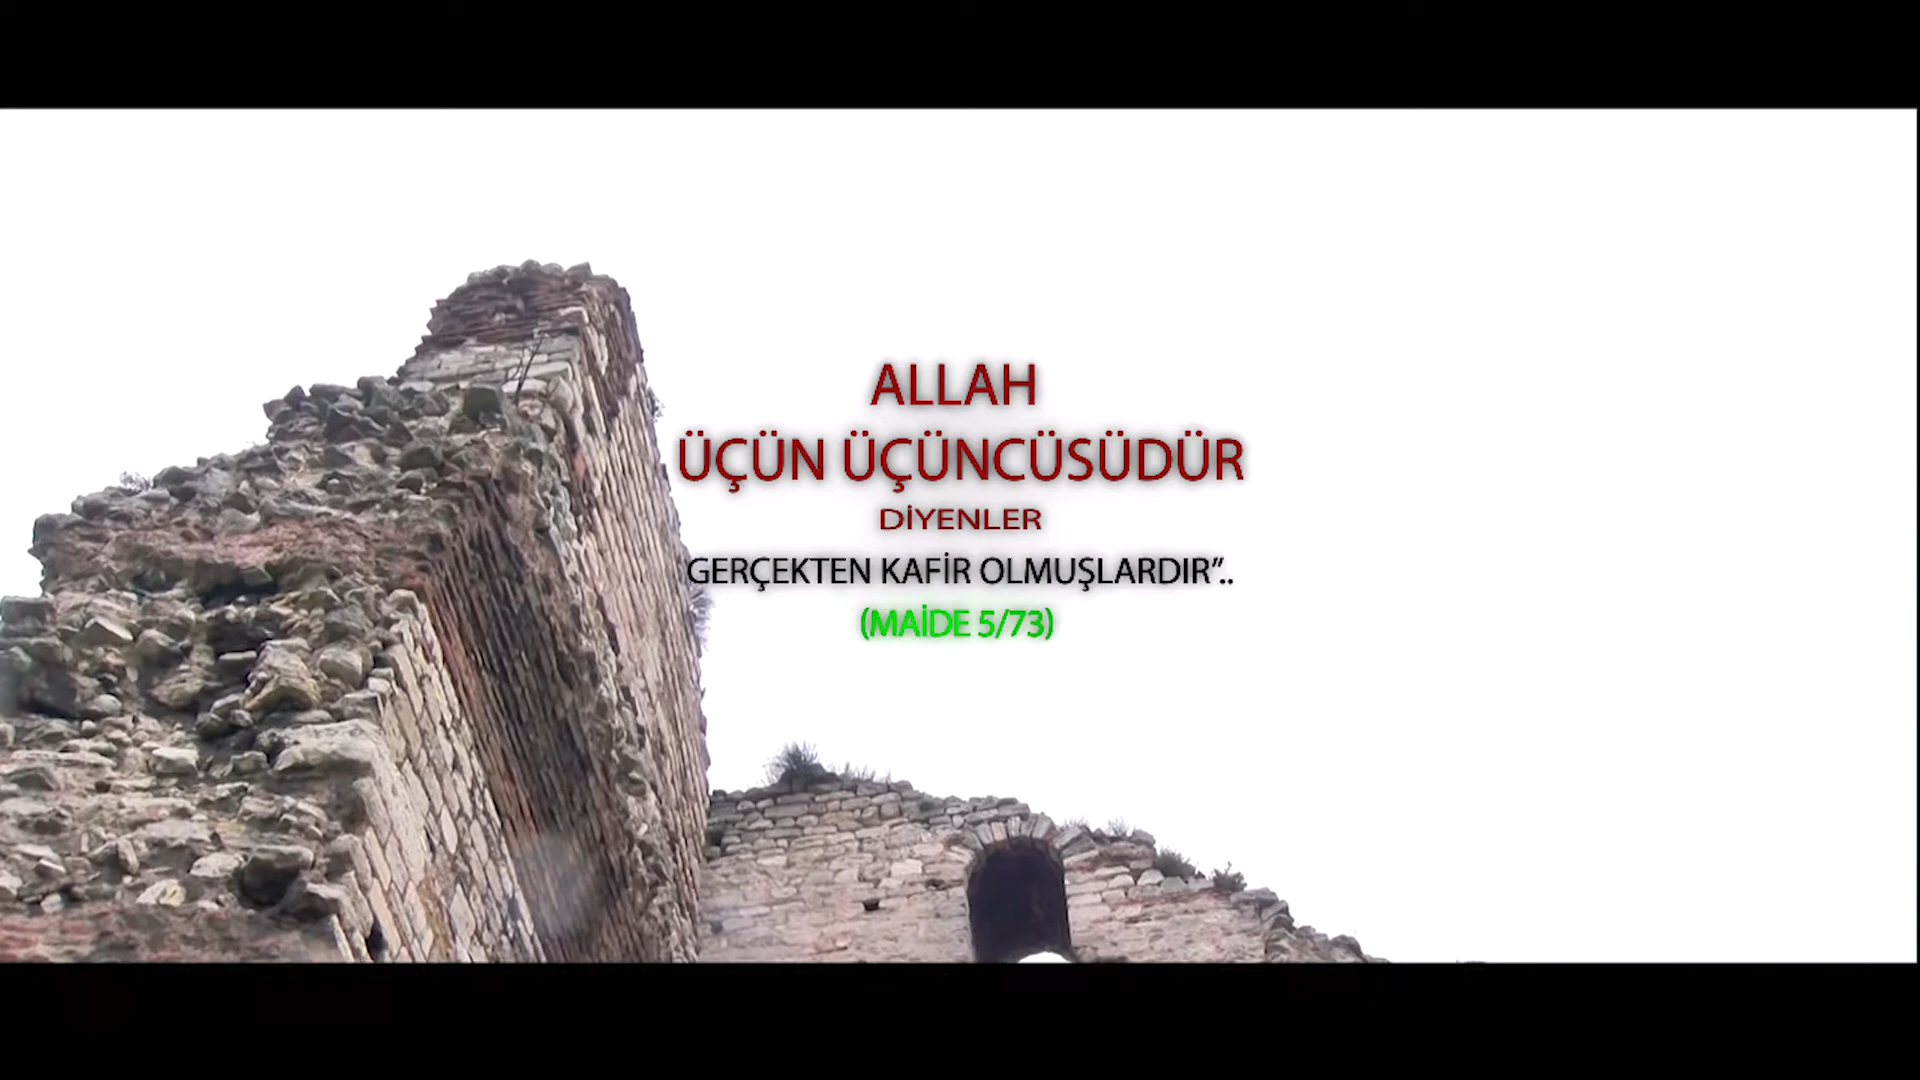 ALLAH
ÜÇÜN ÜÇÜNCÜSÜDÜR
DİYENLER
GERÇEKTEN KAFİR OLMUŞLARDIR”..
(MAİDE 5/73)